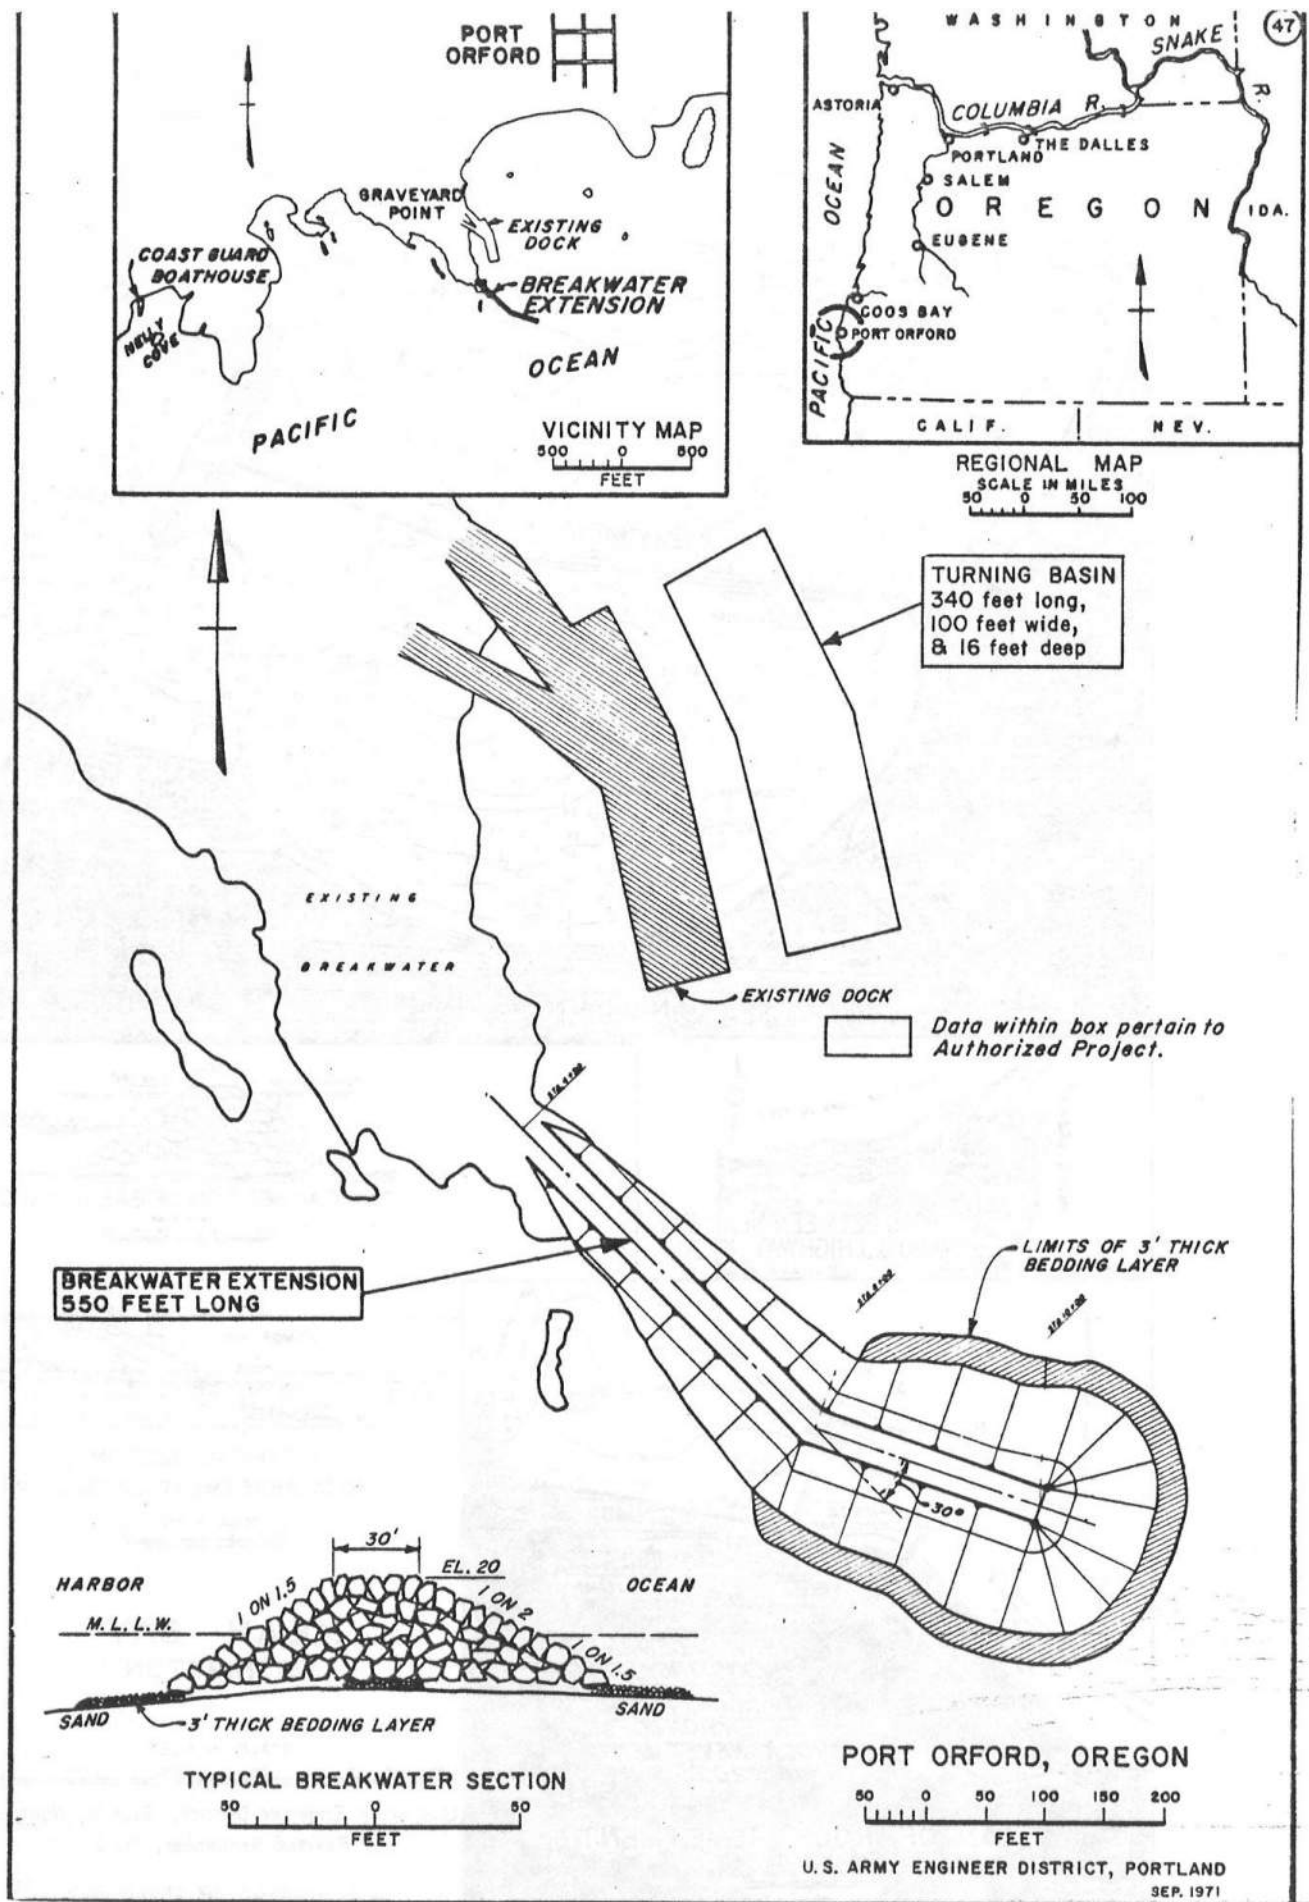 47
PORT
ORFORD
GRAVEYARD
POINT
EXISTING
DOCK
COAST GUARD
BOATHOUSE
BREAKWATER
EXTENSION
NELLY
COVE
OCEAN
PACIFIC
VICINITY MAP
500 0 500
FEET
WASHINGTON
SNAKE
R.
ASTORIA
COLUMBIA R.
THE DALLES
PORTLAND
SALEM
OREGON
IDA.
EUGENE
OCEAN
COOS BAY
PORT ORFORD
PACIFIC
CALIF.
NEV.
REGIONAL MAP
SCALE IN MILES
50 0 50 100
TURNING BASIN
340 feet long,
100 feet wide,
& 16 feet deep
EXISTING
BREAKWATER
EXISTING DOCK
Data within box pertain to
Authorized Project.
STA. 4+00
BREAKWATER EXTENSION
550 FEET LONG
LIMITS OF 3' THICK
BEDDING LAYER
STA. 10+00
30°
30'
EL. 20
HARBOR
OCEAN
1 ON 1.5
1 ON 2
M.L.L.W.
1 ON 1.5
SAND
3' THICK BEDDING LAYER
SAND
TYPICAL BREAKWATER SECTION
50 0 50
FEET
PORT ORFORD, OREGON
50 0 50 100 150 200
FEET
U.S. ARMY ENGINEER DISTRICT, PORTLAND
SEP. 1971